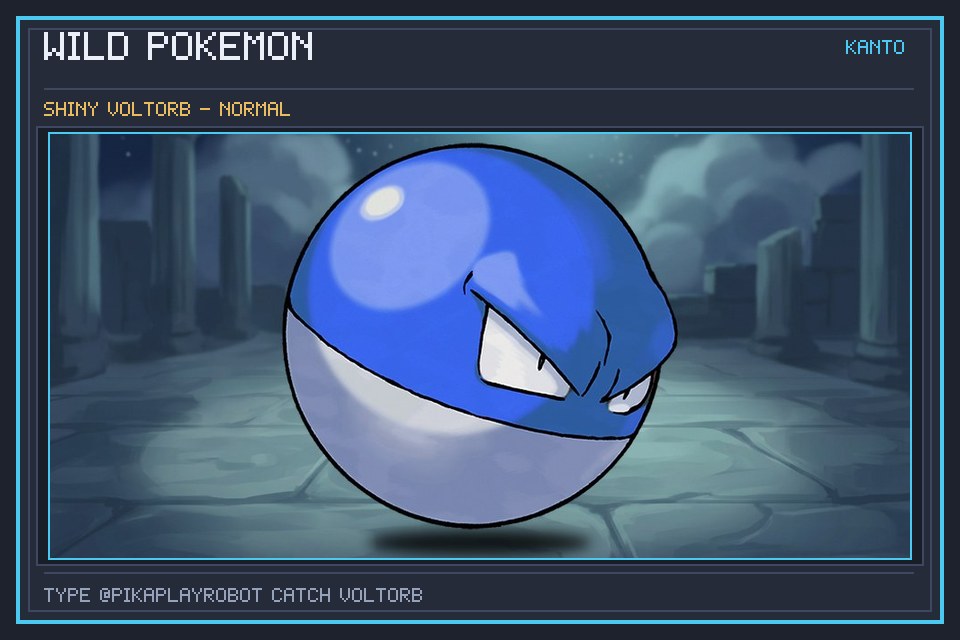 WILD POKEMON
KANTO
SHINY VOLTORB - NORMAL
TYPE @PIKAPLAYROBOT CATCH VOLTORB